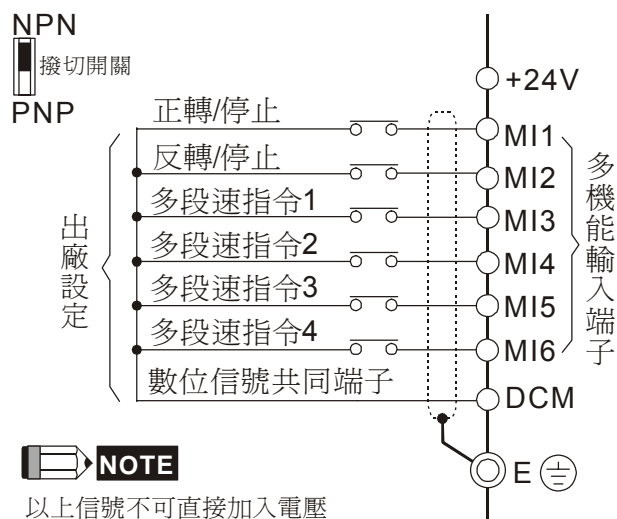 NPN
撥切開關
PNP
+24V
正轉/停止
MI1
反轉/停止
MI2
多段速指令1
MI3
多段速指令2
MI4
多段速指令3
MI5
多段速指令4
MI6
數位信號共同端子
DCM
出廠設定
多機能輸入端子
E
NOTE
以上信號不可直接加入電壓